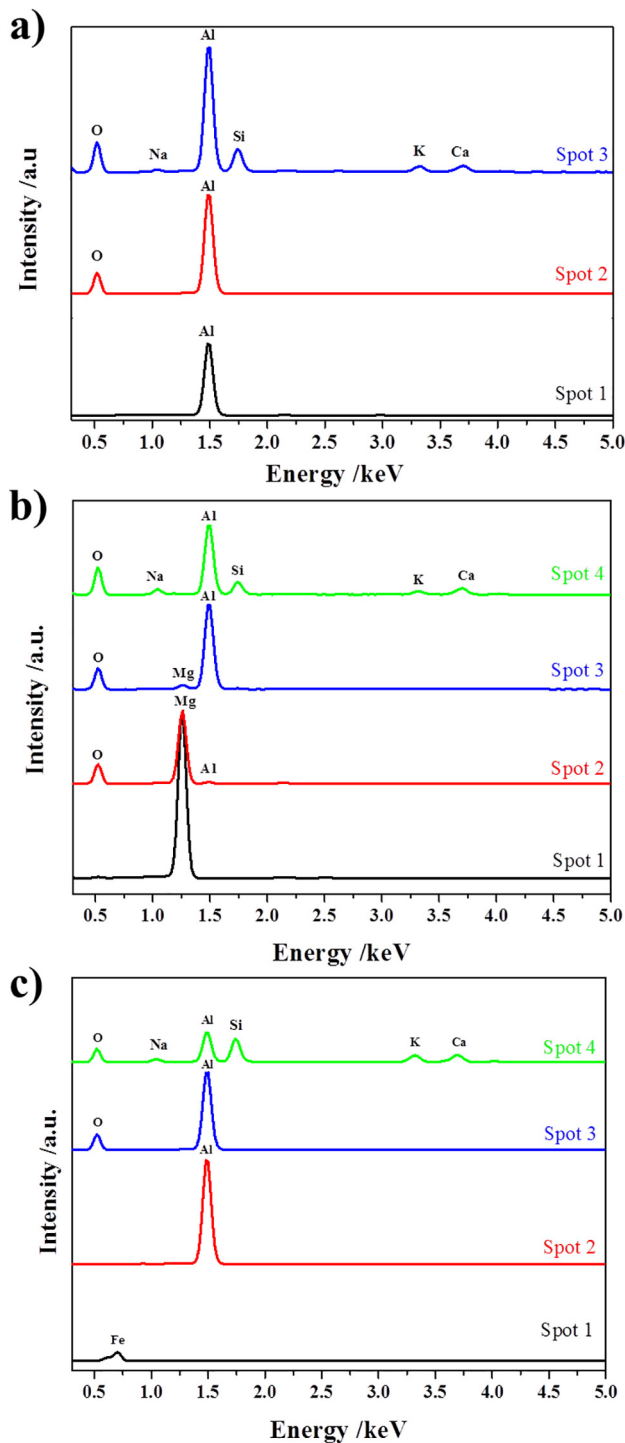 a)
Al
O
Na
Si
K
Ca
Spot 3
Al
O
Spot 2
Al
Spot 1
Intensity /a.u
0.5 1.0 1.5 2.0 2.5 3.0 3.5 4.0 4.5 5.0
Energy /keV
b)
Al
O
Na
Si
K
Ca
Spot 4
Al
O
Mg
Spot 3
Mg
O
Al
Spot 2
Spot 1
Intensity /a.u.
0.5 1.0 1.5 2.0 2.5 3.0 3.5 4.0 4.5 5.0
Energy /keV
c)
O
Na
Al
Si
K
Ca
Spot 4
Al
O
Spot 3
Al
Spot 2
Fe
Spot 1
Intensity /a.u.
0.5 1.0 1.5 2.0 2.5 3.0 3.5 4.0 4.5 5.0
Energy /keV